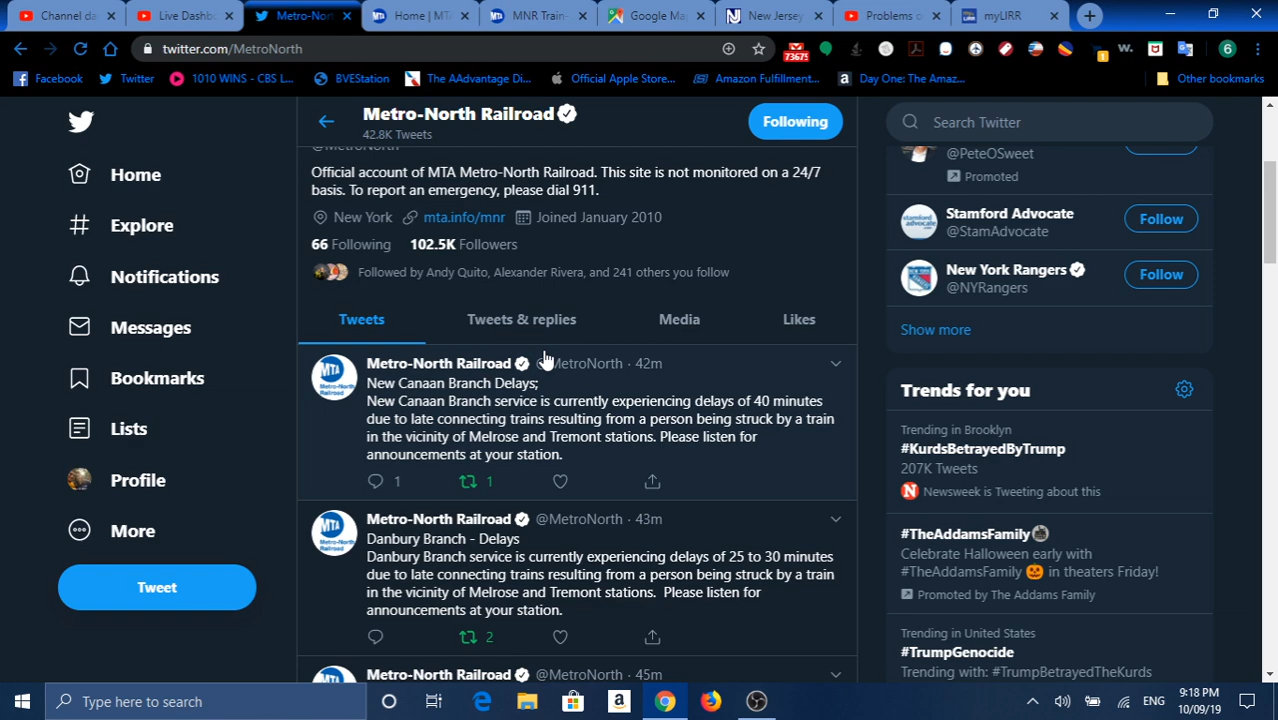 Channel da
Live Dashb
Metro-Nort
Home | MTA
MNR Train-
Google Ma
New Jersey
Problems o
myLIRR
twitter.com/MetroNorth
73675
W.
6
Facebook
Twitter
1010 WINS - CBS L...
BVEStation
The AAdvantage Di...
Official Apple Store...
Amazon Fulfillment...
Day One: The Amaz...
Other bookmarks
Metro-North Railroad
42.8K Tweets
Following
Search Twitter
@MetroNorth
Official account of MTA Metro-North Railroad. This site is not monitored on a 24/7
basis. To report an emergency, please dial 911.
New York mta.info/mnr Joined January 2010
66 Following 102.5K Followers
Followed by Andy Quito, Alexander Rivera, and 241 others you follow
Tweets Tweets & replies Media Likes
Metro-North Railroad @MetroNorth · 42m
New Canaan Branch Delays;
New Canaan Branch service is currently experiencing delays of 40 minutes
due to late connecting trains resulting from a person being struck by a train
in the vicinity of Melrose and Tremont stations. Please listen for
announcements at your station.
1 1
Metro-North Railroad @MetroNorth · 43m
Danbury Branch - Delays
Danbury Branch service is currently experiencing delays of 25 to 30 minutes
due to late connecting trains resulting from a person being struck by a train
in the vicinity of Melrose and Tremont stations. Please listen for
announcements at your station.
2
Metro-North Railroad @MetroNorth · 45m
Home
Explore
Notifications
Messages
Bookmarks
Lists
Profile
More
Tweet
@PeteOSweet
Promoted
Stamford Advocate
@StamAdvocate
Follow
New York Rangers
@NYRangers
Follow
Show more
Trends for you
Trending in Brooklyn
#KurdsBetrayedByTrump
207K Tweets
Newsweek is Tweeting about this
#TheAddamsFamily
Celebrate Halloween early with
#TheAddamsFamily 🎃 in theaters Friday!
Promoted by The Addams Family
Trending in United States
#TrumpGenocide
Trending with: #TrumpBetrayedTheKurds
Type here to search
ENG
9:18 PM
10/09/19